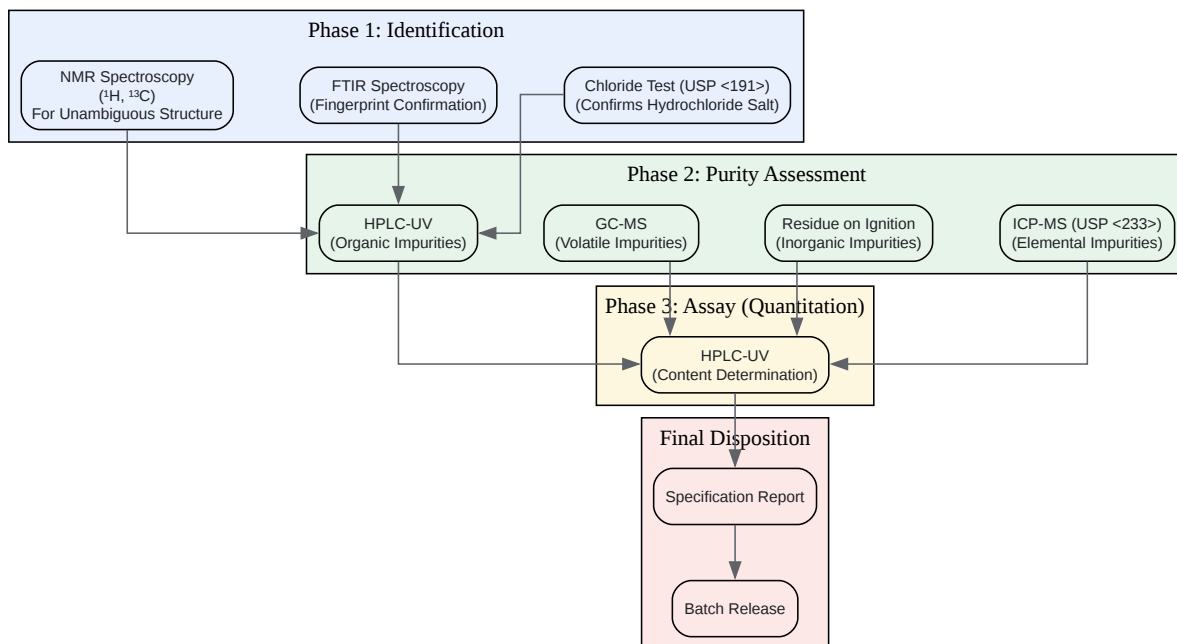 Phase 1: Identification
NMR Spectroscopy
(¹H, ¹³C)
For Unambiguous Structure
FTIR Spectroscopy
(Fingerprint Confirmation)
Chloride Test (USP <191>)
(Confirms Hydrochloride Salt)
Phase 2: Purity Assessment
HPLC-UV
(Organic Impurities)
GC-MS
(Volatile Impurities)
Residue on Ignition
(Inorganic Impurities)
ICP-MS (USP <233>)
(Elemental Impurities)
Phase 3: Assay (Quantitation)
HPLC-UV
(Content Determination)
Final Disposition
Specification Report
Batch Release